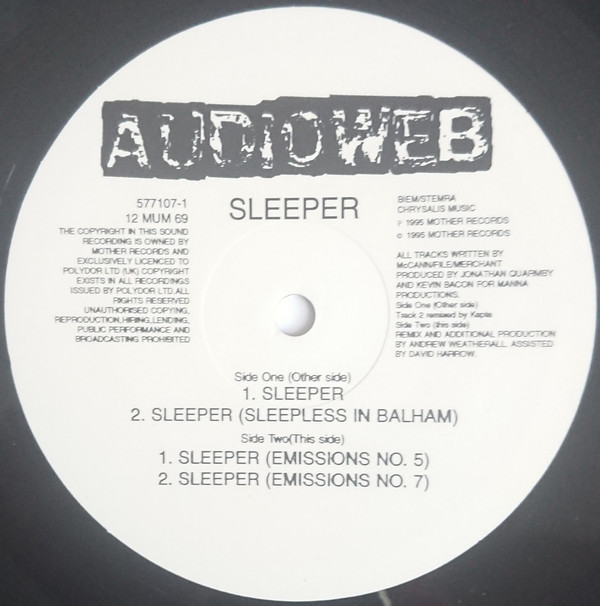 AUDIOWEB
SLEEPER
577107-1
12 MUM 69
THE COPYRIGHT IN THIS SOUND
RECORDING IS OWNED BY
MOTHER RECORDS AND
EXCLUSIVELY LICENCED TO
POLYDOR LTD (UK) COPYRIGHT
EXISTS IN ALL RECORDINGS
ISSUED BY POLYDOR LTD.ALL
RIGHTS RESERVED
UNAUTHORISED COPYING,
REPRODUCTION,HIRING,LENDING,
PUBLIC PERFORMANCE AND
BROADCASTING PROHIBITED
BIEM/STEMRA
CHRYSALIS MUSIC
℗ 1995 MOTHER RECORDS
© 1995 MOTHER RECORDS
ALL TRACKS WRITTEN BY
McCANN/FILE/MERCHANT
PRODUCED BY JONATHAN QUARMBY
AND KEVIN BACON FOR MANNA
PRODUCTIONS.
Side One (Other side)
Track 2 remixed by Kapta
Side Two (this side)
REMIX AND ADDITIONAL PRODUCTION
BY ANDREW WEATHERALL, ASSISTED
BY DAVID HARROW.
Side One (Other side)
1. SLEEPER
2. SLEEPER (SLEEPLESS IN BALHAM)
Side Two(This side)
1. SLEEPER (EMISSIONS NO. 5)
2. SLEEPER (EMISSIONS NO. 7)